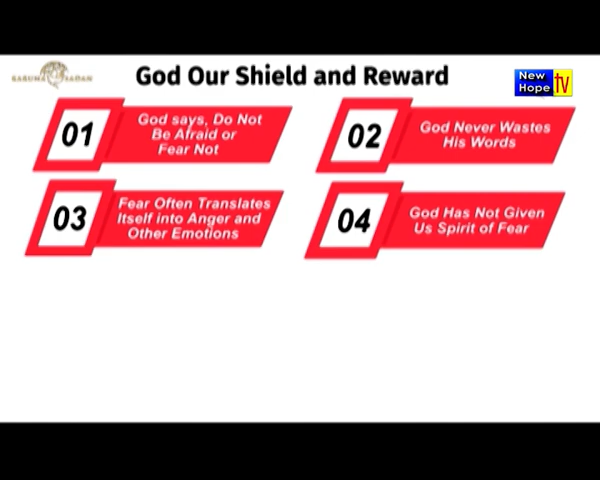 KARUNA SADAN
God Our Shield and Reward
New
Hope
.TV
01
God says, Do Not
Be Afraid or
Fear Not
02
God Never Wastes
His Words
03
Fear Often Translates
Itself into Anger and
Other Emotions
04
God Has Not Given
Us Spirit of Fear